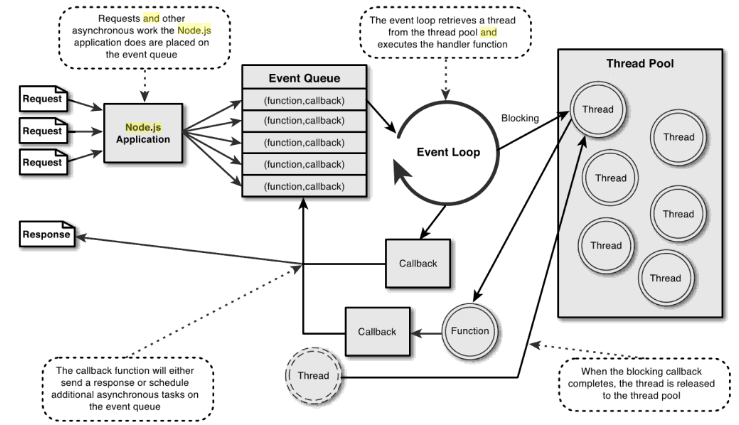 Requests and other
asynchronous work the Node.js
application does are placed on
the event queue
The event loop retrieves a thread
from the thread pool and
executes the handler function
Request
Request
Request
Node.js
Application
Event Queue
(function,callback)
(function,callback)
(function,callback)
(function,callback)
(function,callback)
Event Loop
Blocking
Thread Pool
Thread
Thread
Thread
Thread
Thread
Thread
Response
Callback
Callback
Function
Thread
The callback function will either
send a response or schedule
additional asynchronous tasks on
the event queue
When the blocking callback
completes, the thread is released
to the thread pool